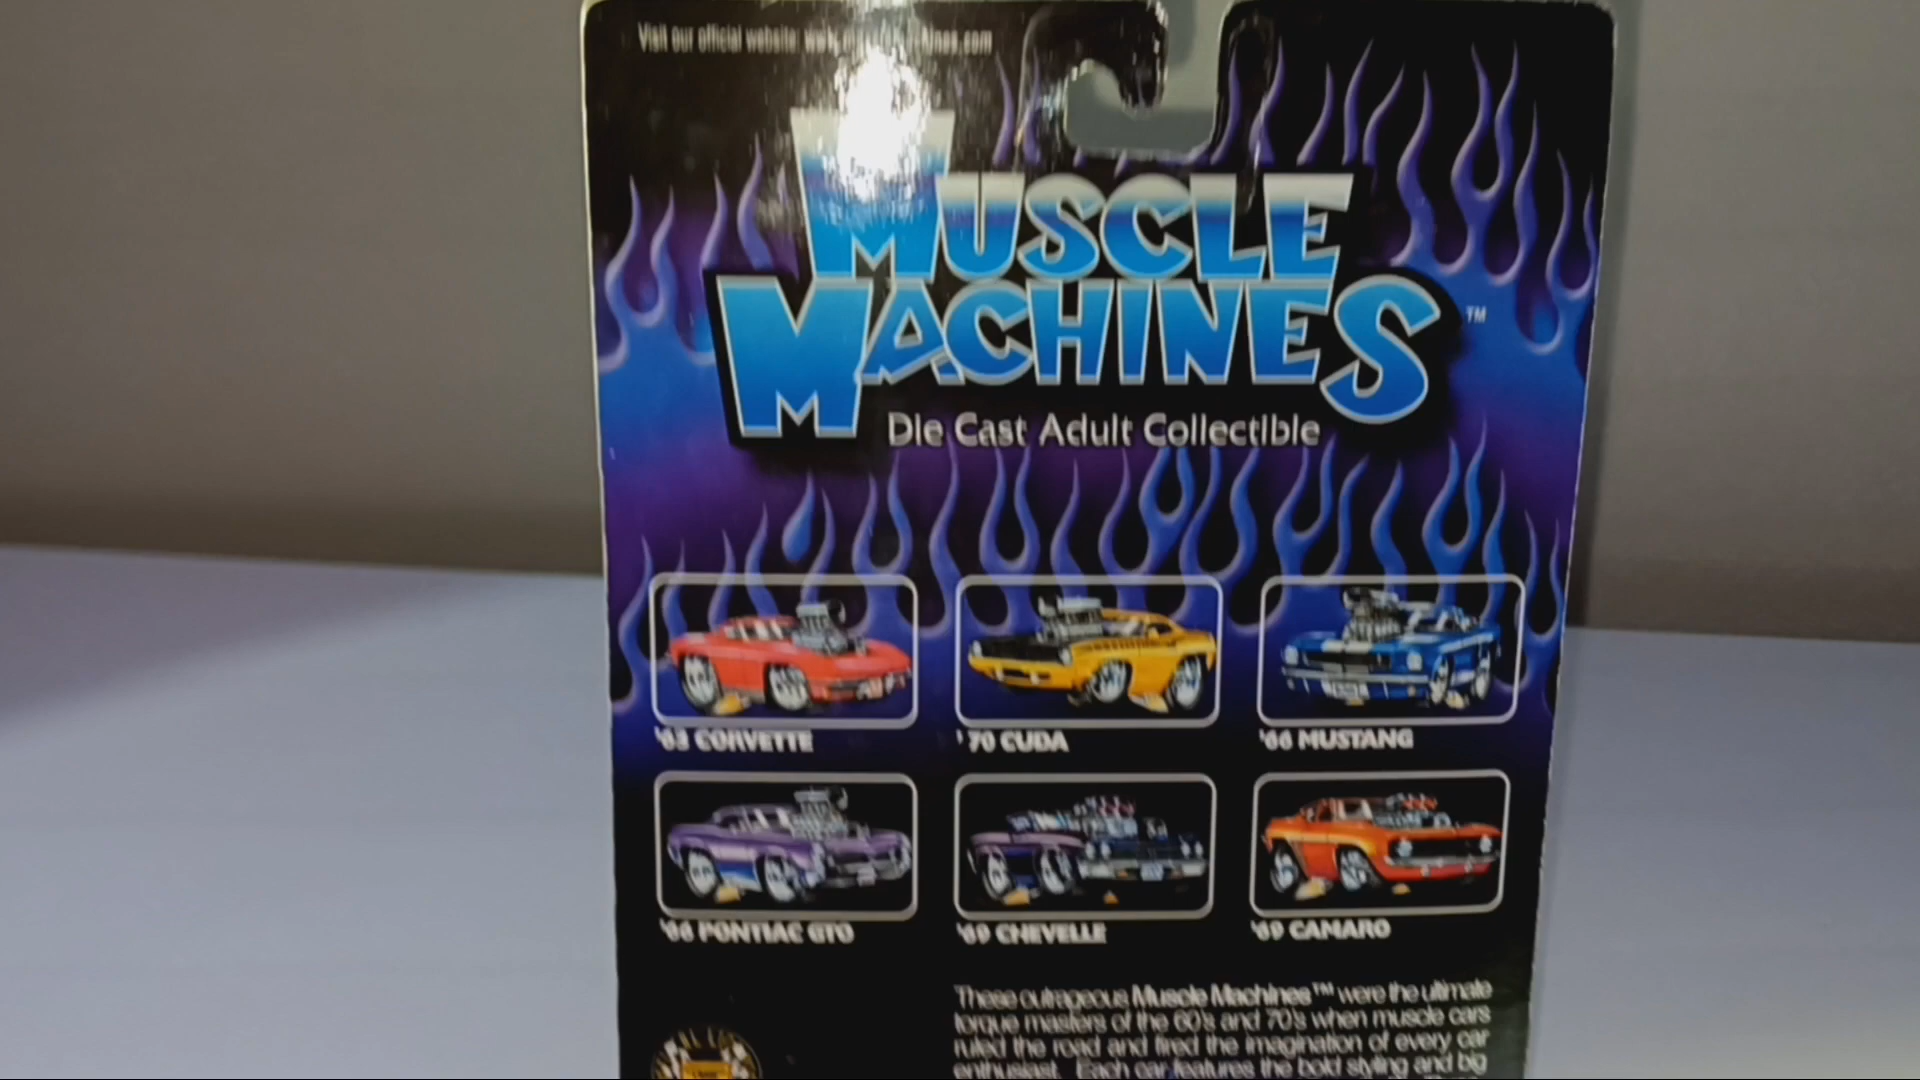 Visit our official website:
MUSCLE
MACHINES™
Die Cast Adult Collectible
'63 CORVETTE
'70 CUDA
'66 MUSTANG
'66 PONTIAC GTO
'69 CHEVELLE
'69 CAMARO
These outrageous Muscle Machines™ were the ultimate
torque masters of the 60's and 70's when muscle cars
ruled the road and fired the imagination of every car
enthusiast. Each car features the bold styling and big